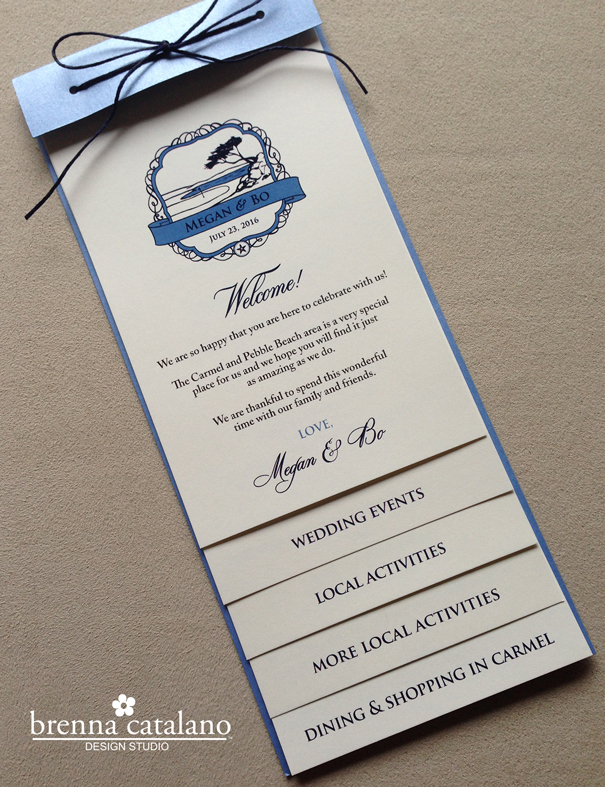 Megan & Bo
July 23, 2016
Welcome!
We are so happy that you are here to celebrate with us!
The Carmel and Pebble Beach area is a very special
place for us and we hope you will find it just
as amazing as we do.
We are thankful to spend this wonderful
time with our family and friends.
LOVE,
Megan & Bo
WEDDING EVENTS
LOCAL ACTIVITIES
MORE LOCAL ACTIVITIES
DINING & SHOPPING IN CARMEL
brenna catalano
DESIGN STUDIO